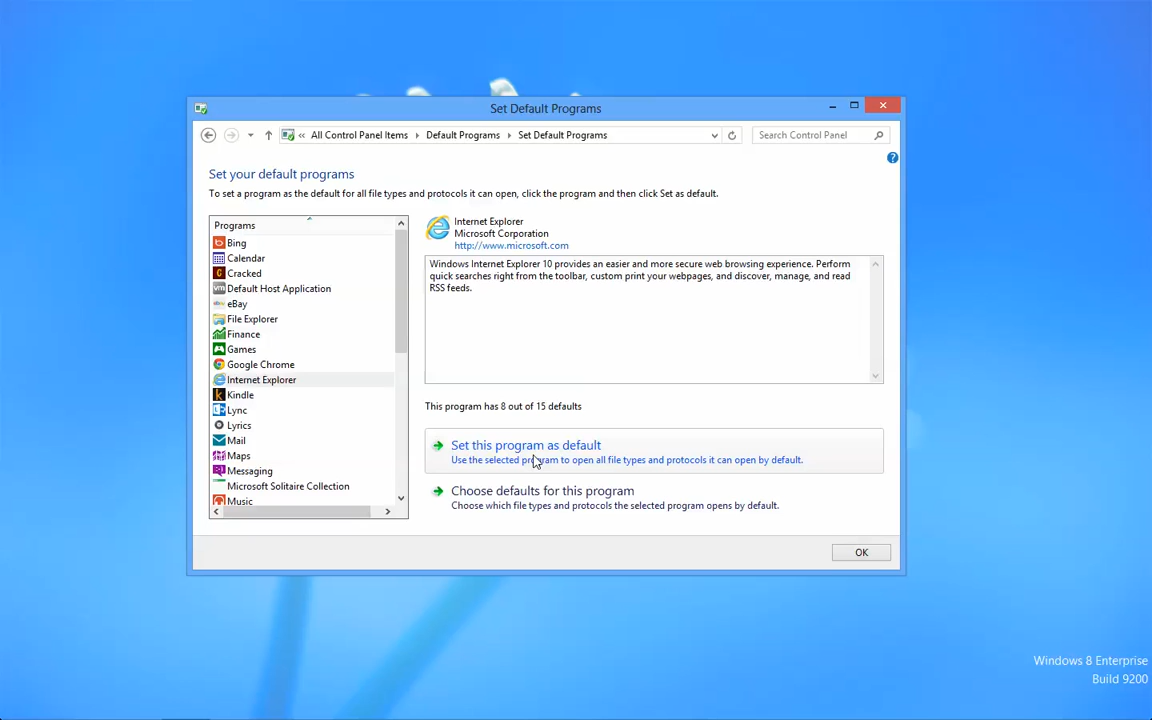 Set Default Programs
« All Control Panel Items ▸ Default Programs ▸ Set Default Programs
Search Control Panel
Set your default programs
To set a program as the default for all file types and protocols it can open, click the program and then click Set as default.
Programs
Bing
Calendar
Cracked
Default Host Application
eBay
File Explorer
Finance
Games
Google Chrome
Internet Explorer
Kindle
Lync
Lyrics
Mail
Maps
Messaging
Microsoft Solitaire Collection
Music
Internet Explorer
Microsoft Corporation
http://www.microsoft.com
Windows Internet Explorer 10 provides an easier and more secure web browsing experience. Perform
quick searches right from the toolbar, custom print your webpages, and discover, manage, and read
RSS feeds.
This program has 8 out of 15 defaults
Set this program as default
Use the selected program to open all file types and protocols it can open by default.
Choose defaults for this program
Choose which file types and protocols the selected program opens by default.
OK
Windows 8 Enterprise
Build 9200